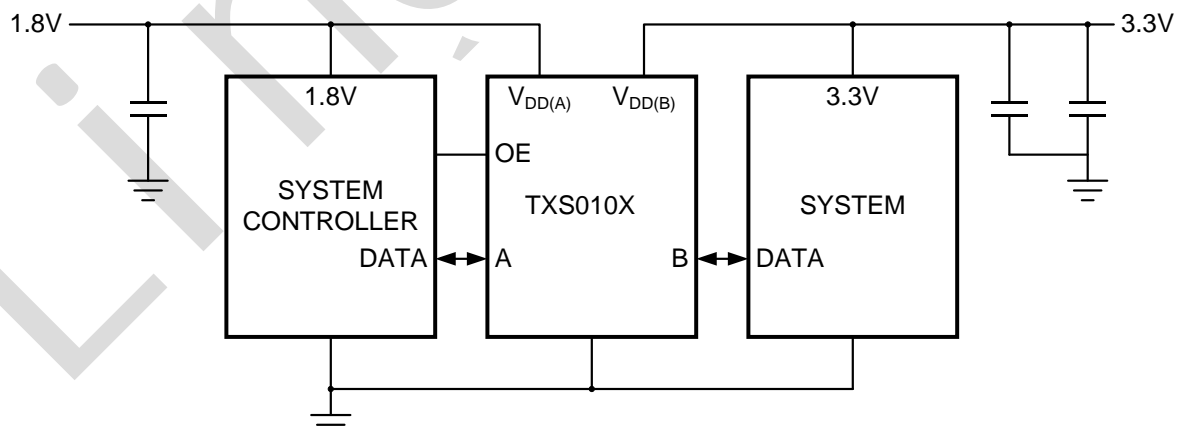 1.8V
3.3V
1.8V
V_DD(A)
V_DD(B)
3.3V
OE
SYSTEM
CONTROLLER
TXS010X
SYSTEM
DATA
A
B
DATA